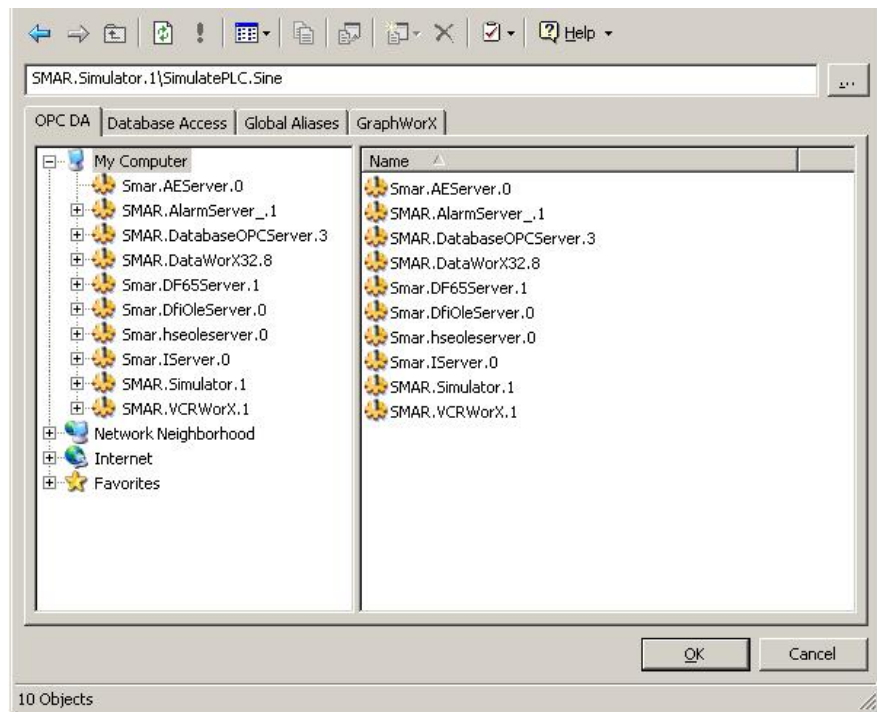 Help
SMAR.Simulator.1\SimulatePLC.Sine
...
OPC DA
Database Access
Global Aliases
GraphWorX
My Computer
Smar.AEServer.0
SMAR.AlarmServer_.1
SMAR.DatabaseOPCServer.3
SMAR.DataWorX32.8
Smar.DF65Server.1
Smar.DfiOleServer.0
Smar.hseoleserver.0
Smar.IServer.0
SMAR.Simulator.1
SMAR.VCRWorX.1
Network Neighborhood
Internet
Favorites
Name
Smar.AEServer.0
SMAR.AlarmServer_.1
SMAR.DatabaseOPCServer.3
SMAR.DataWorX32.8
Smar.DF65Server.1
Smar.DfiOleServer.0
Smar.hseoleserver.0
Smar.IServer.0
SMAR.Simulator.1
SMAR.VCRWorX.1
OK
Cancel
10 Objects